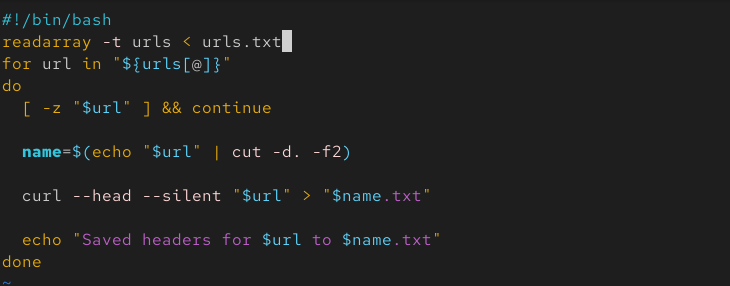 #!/bin/bash
readarray -t urls < urls.txt
for url in "${urls[@]}"
do
  [ -z "$url" ] && continue

  name=$(echo "$url" | cut -d. -f2)

  curl --head --silent "$url" > "$name.txt"

  echo "Saved headers for $url to $name.txt"
done
~